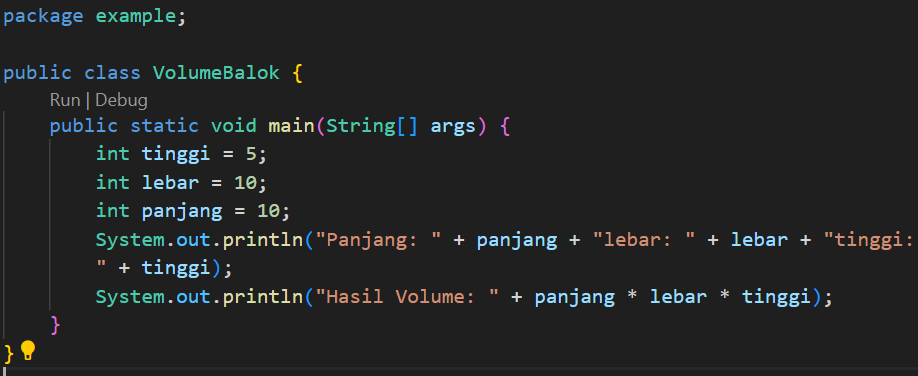 package example;
public class VolumeBalok {
Run | Debug
public static void main(String[] args) {
int tinggi = 5;
int lebar = 10;
int panjang = 10;
System.out.println("Panjang: " + panjang + "lebar: " + lebar + "tinggi:
" + tinggi);
System.out.println("Hasil Volume: " + panjang * lebar * tinggi);
}
}